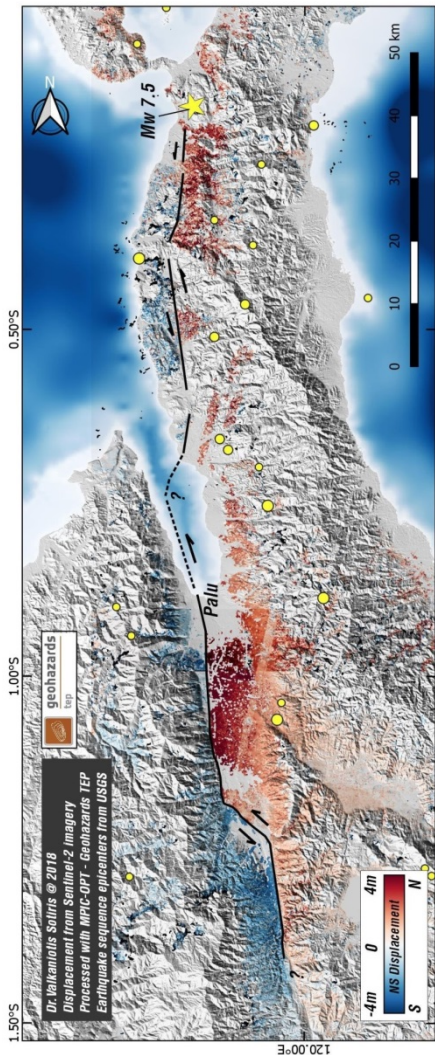 Dr. Valkaniotis Sotiris @ 2018
Displacement from Sentinel-2 imagery
Processed with MPIC-OPT - Geohazards TEP
Earthquake sequence epicenters from USGS
geohazards
tep
1.50°S
1.00°S
0.50°S
N
Mw 7.5
?
Palu
?
120.00°E
-4m 0 4m
NS Displacement
S N
0 10 20 30 40 50 km